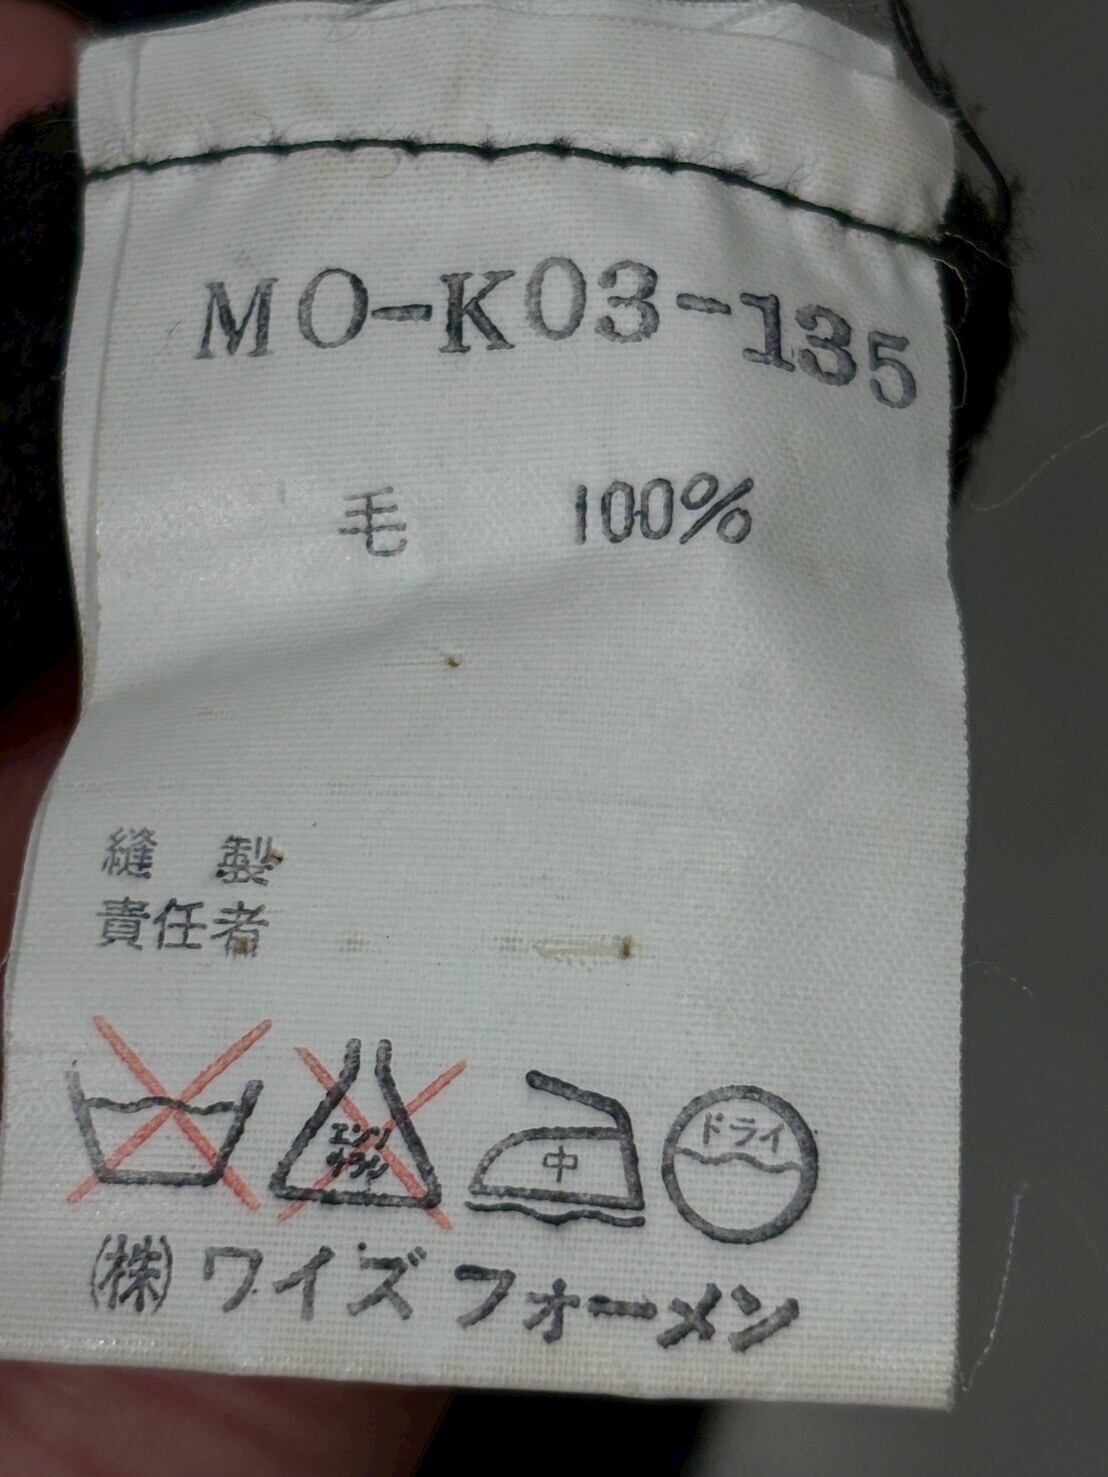 MO-K03-135
毛 100%
縫製
責任者
エンソ
サラシ
中
ドライ
㈱ワイズフォーメン